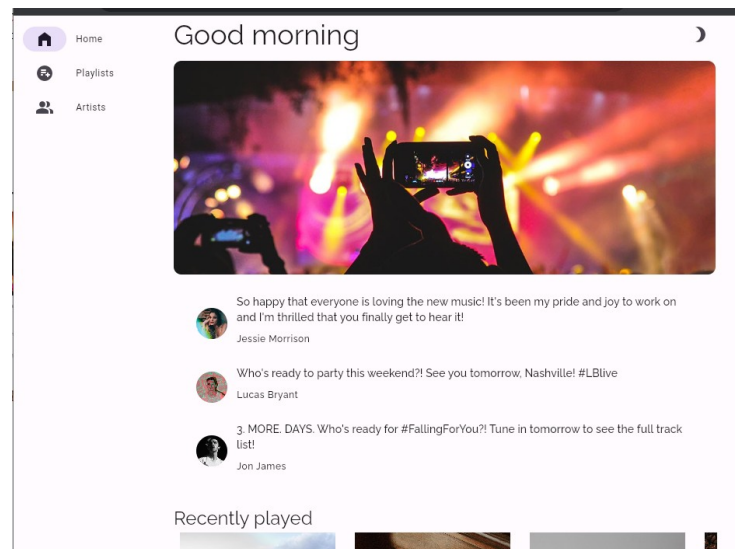 Home
Good morning
Playlists
Artists
So happy that everyone is loving the new music! It's been my pride and joy to work on
and I'm thrilled that you finally get to hear it!
Jessie Morrison
Who's ready to party this weekend?! See you tomorrow, Nashville! #LBlive
Lucas Bryant
3. MORE. DAYS. Who's ready for #FallingForYou?! Tune in tomorrow to see the full track
list!
Jon James
Recently played